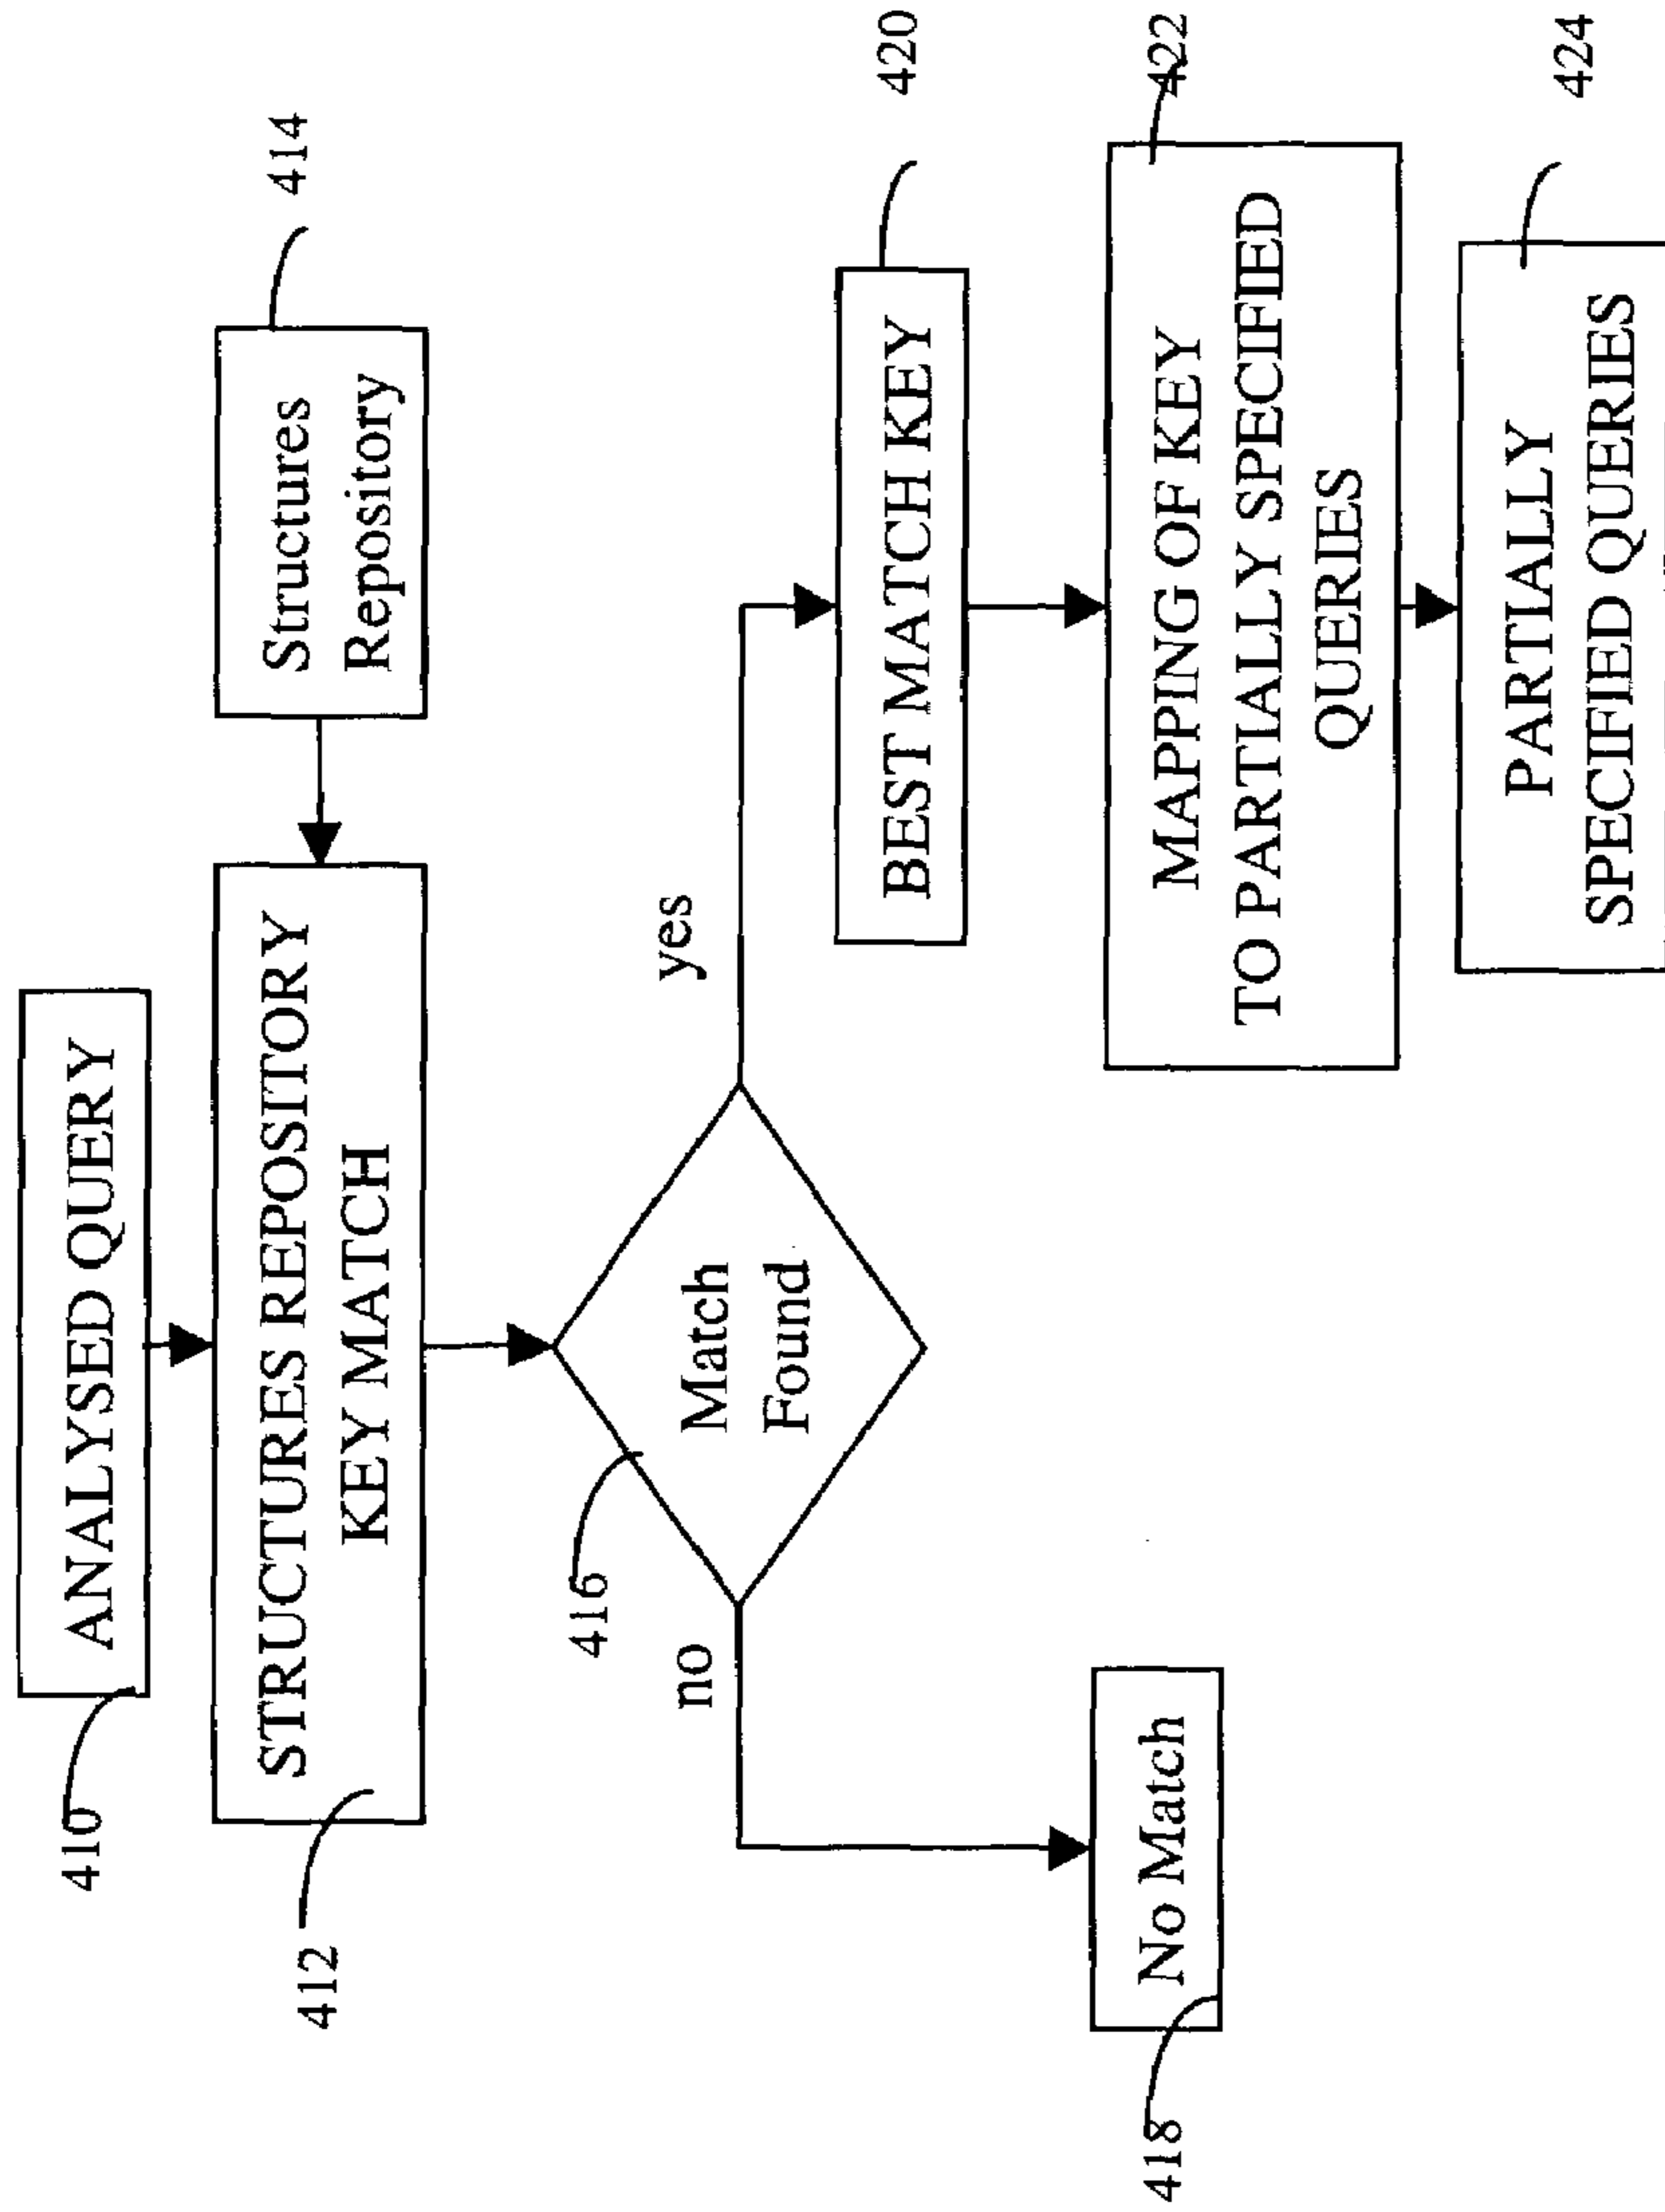 410
ANALYSED QUERY
414
Structures
Repository
412
STRUCTURES REPOSITORY
KEY MATCH
416
Match
Found
no
yes
418
No Match
420
BEST MATCH KEY
422
MAPPING OF KEY
TO PARTIALLY SPECIFIED
QUERIES
424
PARTIALLY
SPECIFIED QUERIES